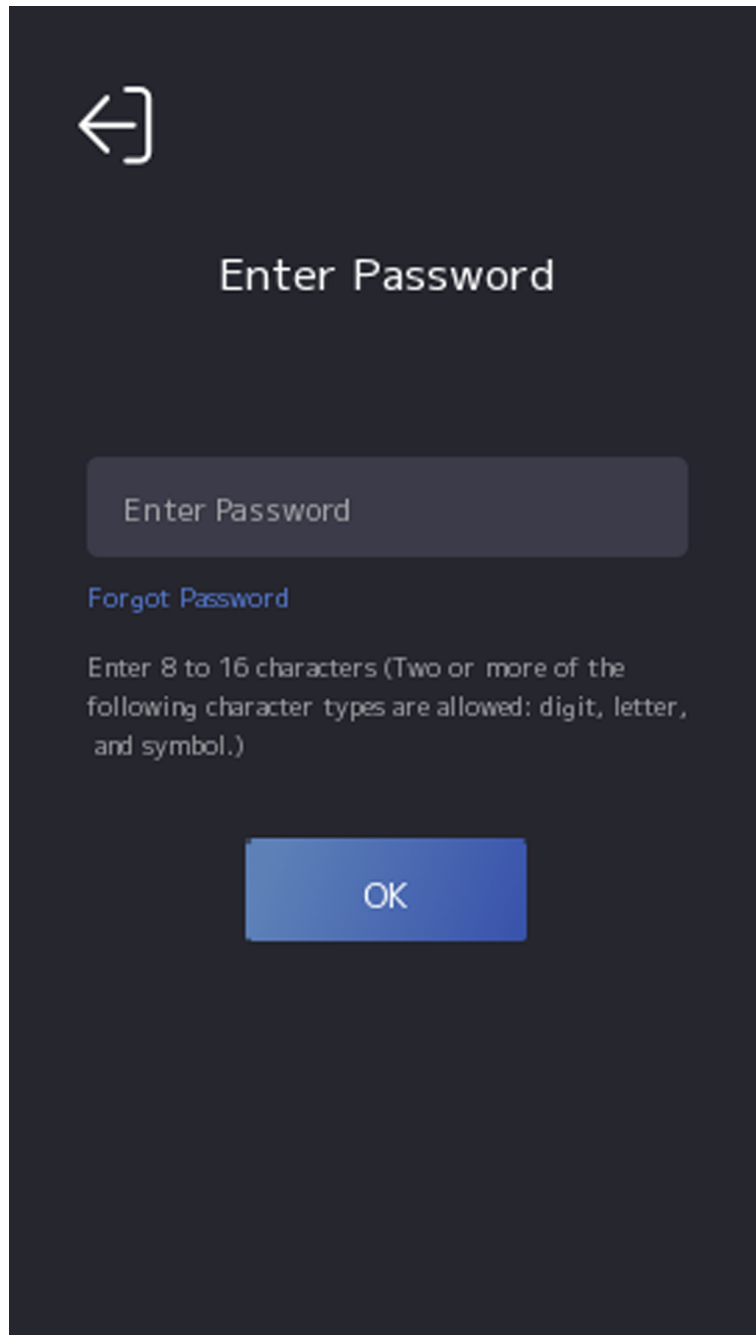 Enter Password
Enter Password
Forgot Password
Enter 8 to 16 characters (Two or more of the
following character types are allowed: digit, letter,
and symbol.)
OK